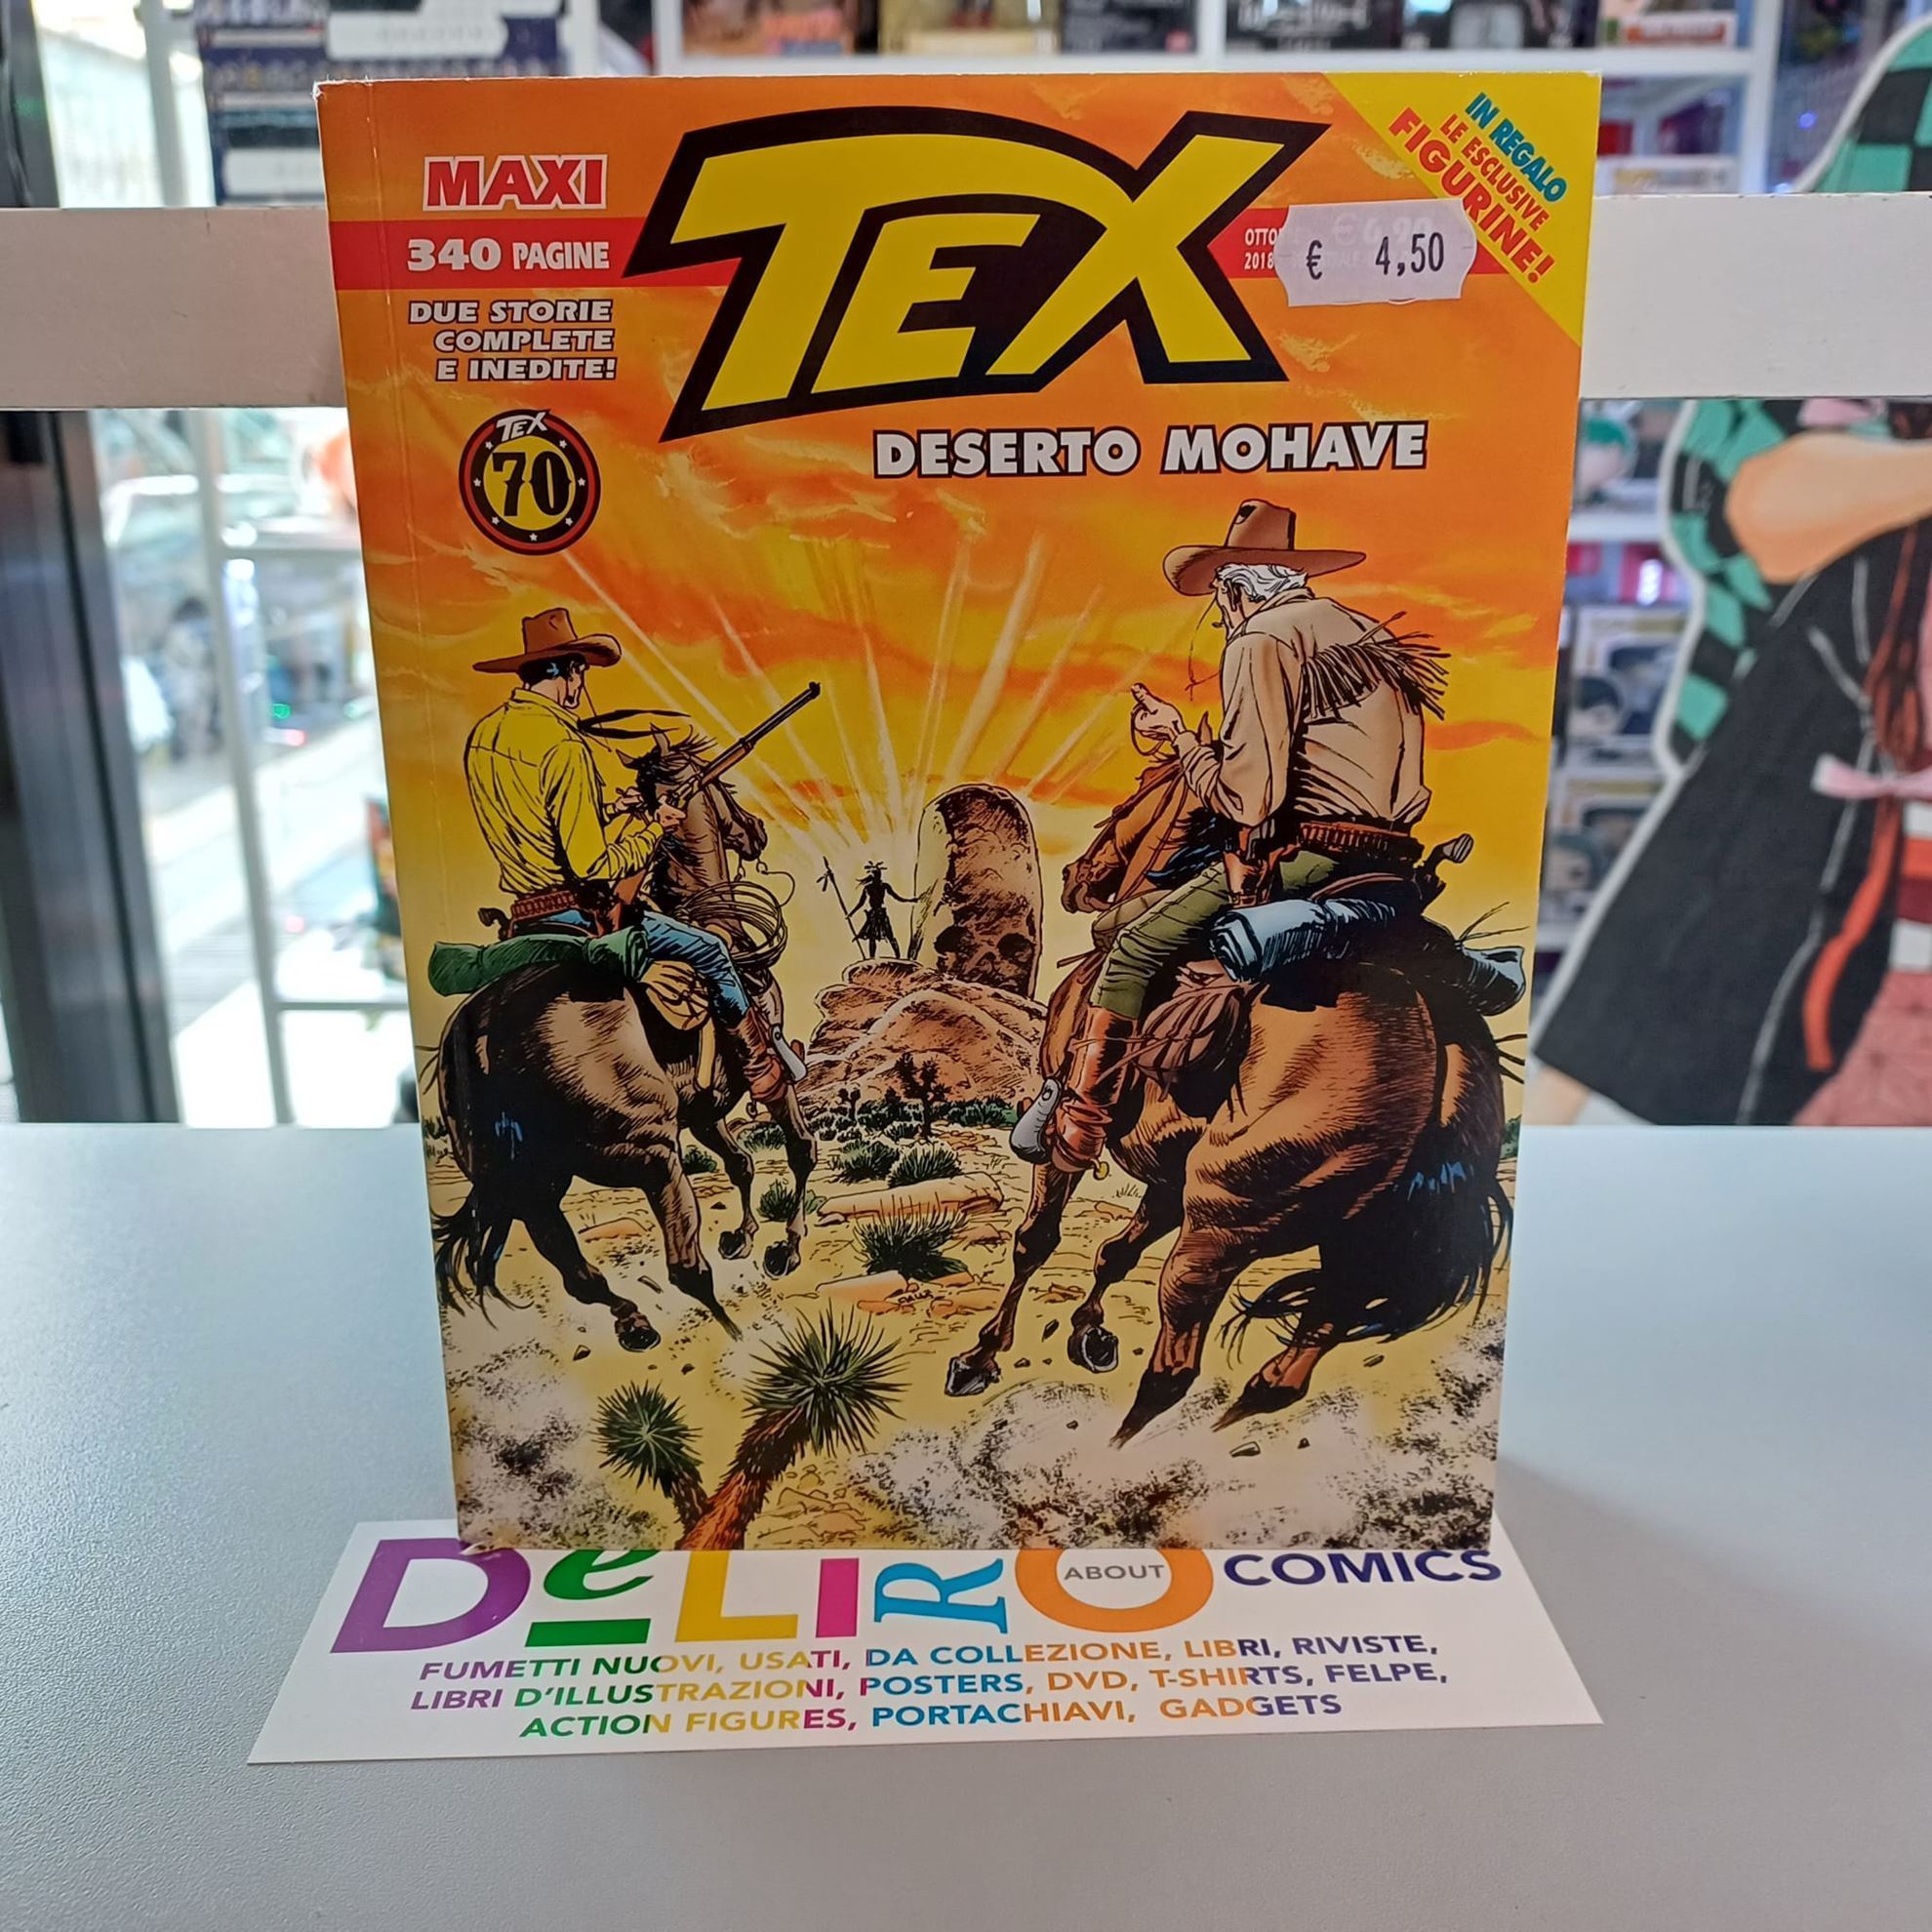 MAXI
TEX
340 PAGINE
DUE STORIE
COMPLETE
E INEDITE!
IN REGALO
LE ESCLUSIVE
FIGURINE!
2018
€ 4,50
TEX
70
DESERTO MOHAVE
DeLiRO ABOUT COMICS
FUMETTI NUOVI, USATI, DA COLLEZIONE, LIBRI, RIVISTE,
LIBRI D'ILLUSTRAZIONI, POSTERS, DVD, T-SHIRTS, FELPE,
ACTION FIGURES, PORTACHIAVI, GADGETS